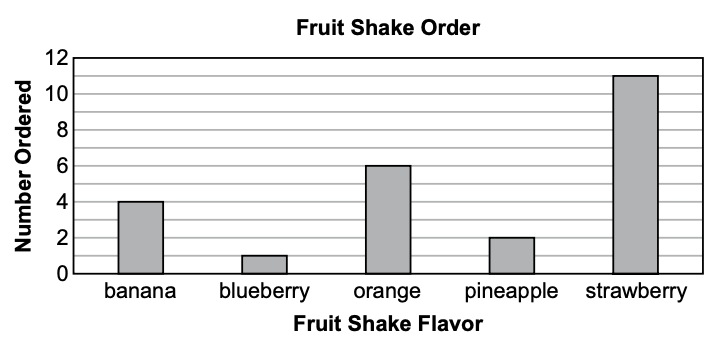 Fruit Shake Order
Number Ordered
12
10
8
6
4
2
0
banana blueberry orange pineapple strawberry
Fruit Shake Flavor